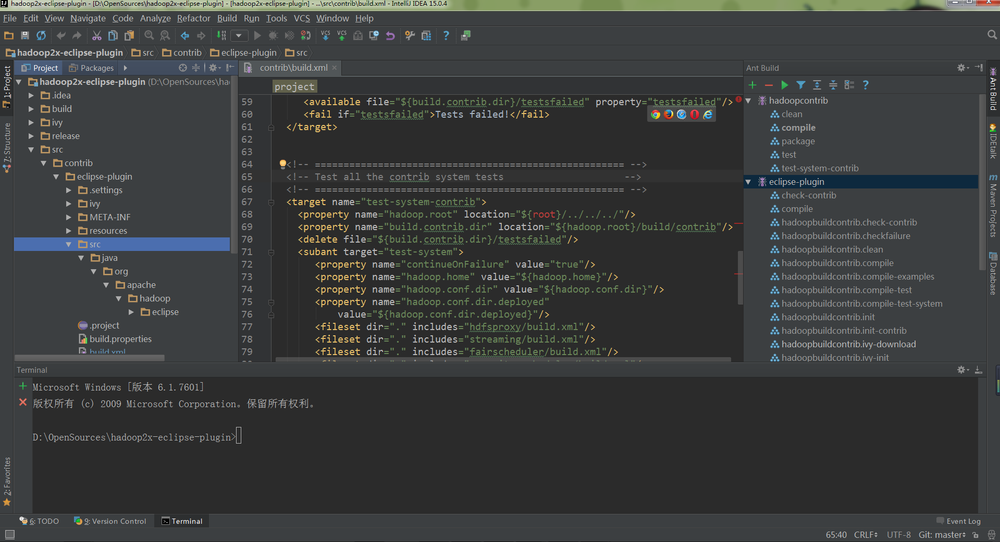 hadoop2x-eclipse-plugin - [D:\OpenSources\hadoop2x-eclipse-plugin] - [hadoop2x-eclipse-plugin] - ...\src\contrib\build.xml - IntelliJ IDEA 15.0.4
File Edit View Navigate Code Analyze Refactor Build Run Tools VCS Window Help
VCS VCS
hadoop2x-eclipse-plugin src contrib eclipse-plugin src
1: Project
7: Structure
2: Favorites
Project Packages
hadoop2x-eclipse-plugin (D:\OpenSources\ha
.idea
build
ivy
release
src
contrib
eclipse-plugin
.settings
ivy
META-INF
resources
src
java
org
apache
hadoop
eclipse
.project
build.properties
build.xml
contrib\build.xml
project
59 <available file="${build.contrib.dir}/testsfailed" property="testsfailed"/>
60 <fail if="testsfailed">Tests failed!</fail>
61 </target>
62
63
64 <!-- ====================================================== -->
65 <!-- Test all the contrib system tests -->
66 <!-- ====================================================== -->
67 <target name="test-system-contrib">
68 <property name="hadoop.root" location="${root}/../../../"/>
69 <property name="build.contrib.dir" location="${hadoop.root}/build/contrib"/>
70 <delete file="${build.contrib.dir}/testsfailed"/>
71 <subant target="test-system">
72 <property name="continueOnFailure" value="true"/>
73 <property name="hadoop.home" value="${hadoop.home}"/>
74 <property name="hadoop.conf.dir" value="${hadoop.conf.dir}"/>
75 <property name="hadoop.conf.dir.deployed"
76 value="${hadoop.conf.dir.deployed}"/>
77 <fileset dir="." includes="hdfsproxy/build.xml"/>
78 <fileset dir="." includes="streaming/build.xml"/>
79 <fileset dir="." includes="fairscheduler/build.xml"/>
Ant Build
hadoopcontrib
clean
compile
package
test
test-system-contrib
eclipse-plugin
check-contrib
compile
hadoopbuildcontrib.check-contrib
hadoopbuildcontrib.checkfailure
hadoopbuildcontrib.clean
hadoopbuildcontrib.compile
hadoopbuildcontrib.compile-examples
hadoopbuildcontrib.compile-test
hadoopbuildcontrib.compile-test-system
hadoopbuildcontrib.init
hadoopbuildcontrib.init-contrib
hadoopbuildcontrib.ivy-download
hadoopbuildcontrib.ivy-init
Ant Build
IDEtalk
Maven Projects
Database
Terminal
Microsoft Windows [版本 6.1.7601]
版权所有 (c) 2009 Microsoft Corporation。保留所有权利。
D:\OpenSources\hadoop2x-eclipse-plugin>
6: TODO 9: Version Control Terminal Event Log
65:40 CRLF UTF-8 Git: master